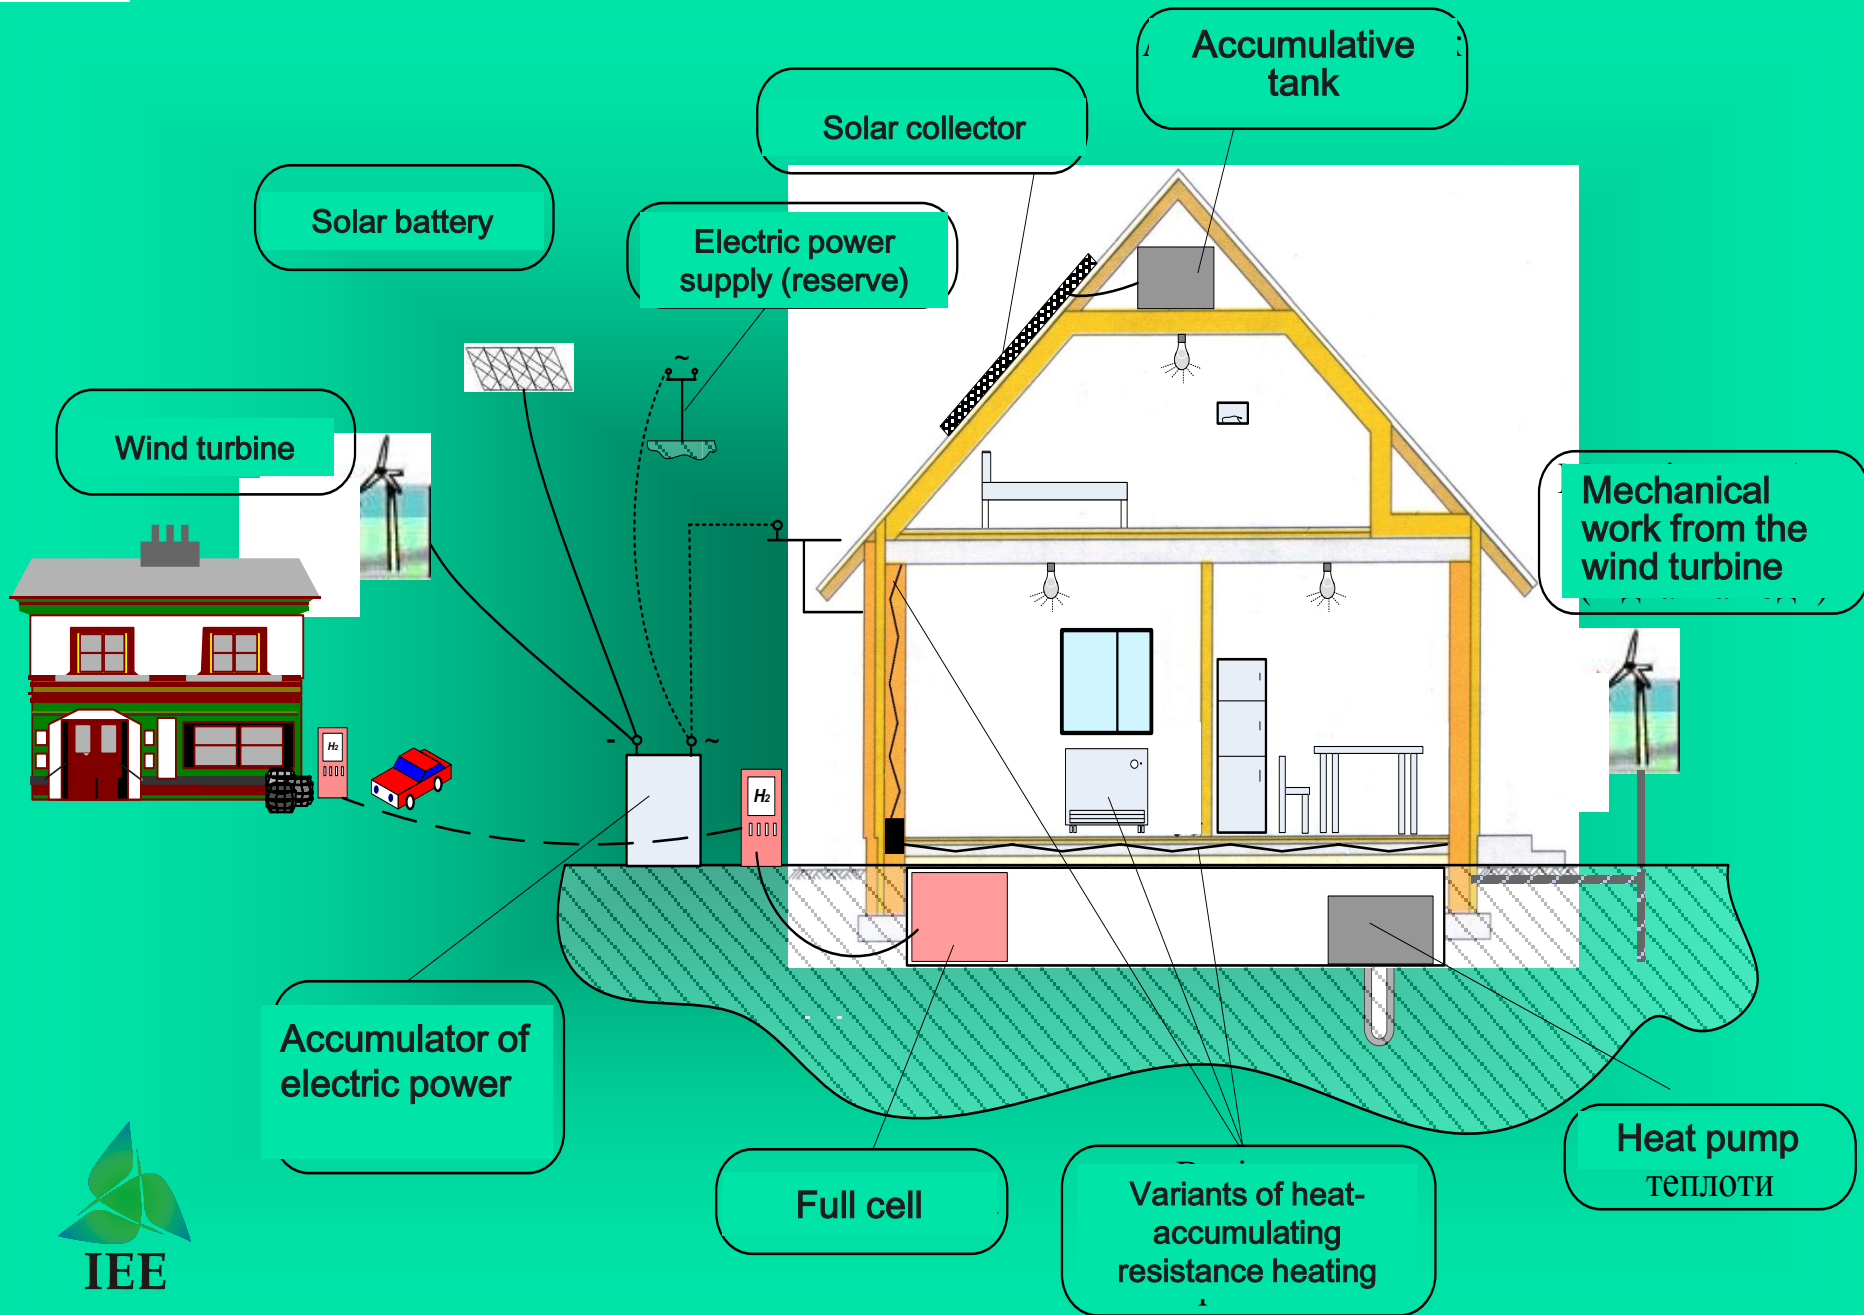 Accumulative
tank
Solar collector
Solar battery
Electric power
supply (reserve)
~
Wind turbine
Mechanical
work from the
wind turbine
- ~
H2
H2
Accumulator of
electric power
Full cell
Variants of heat-
accumulating
resistance heating
Heat pump
теплоти
IEE